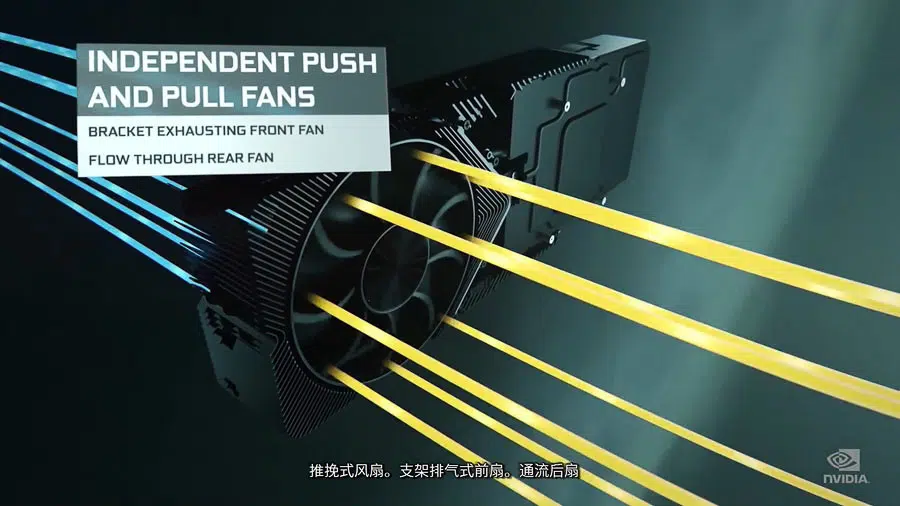 INDEPENDENT PUSH
AND PULL FANS
BRACKET EXHAUSTING FRONT FAN
FLOW THROUGH REAR FAN
推挽式风扇。支架排气式前扇。通流后扇
NVIDIA